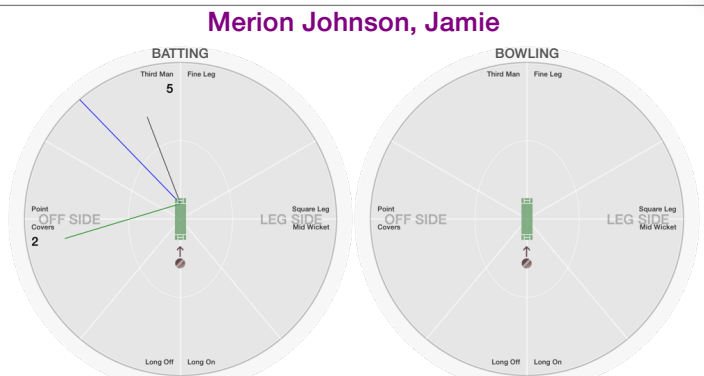 Merion Johnson, Jamie
BATTING
Third Man
Fine Leg
5
Point
OFF SIDE
Covers
2
Square Leg
LEG SIDE
Mid Wicket
Long Off
Long On
BOWLING
Third Man
Fine Leg
Point
OFF SIDE
Covers
Square Leg
LEG SIDE
Mid Wicket
Long Off
Long On